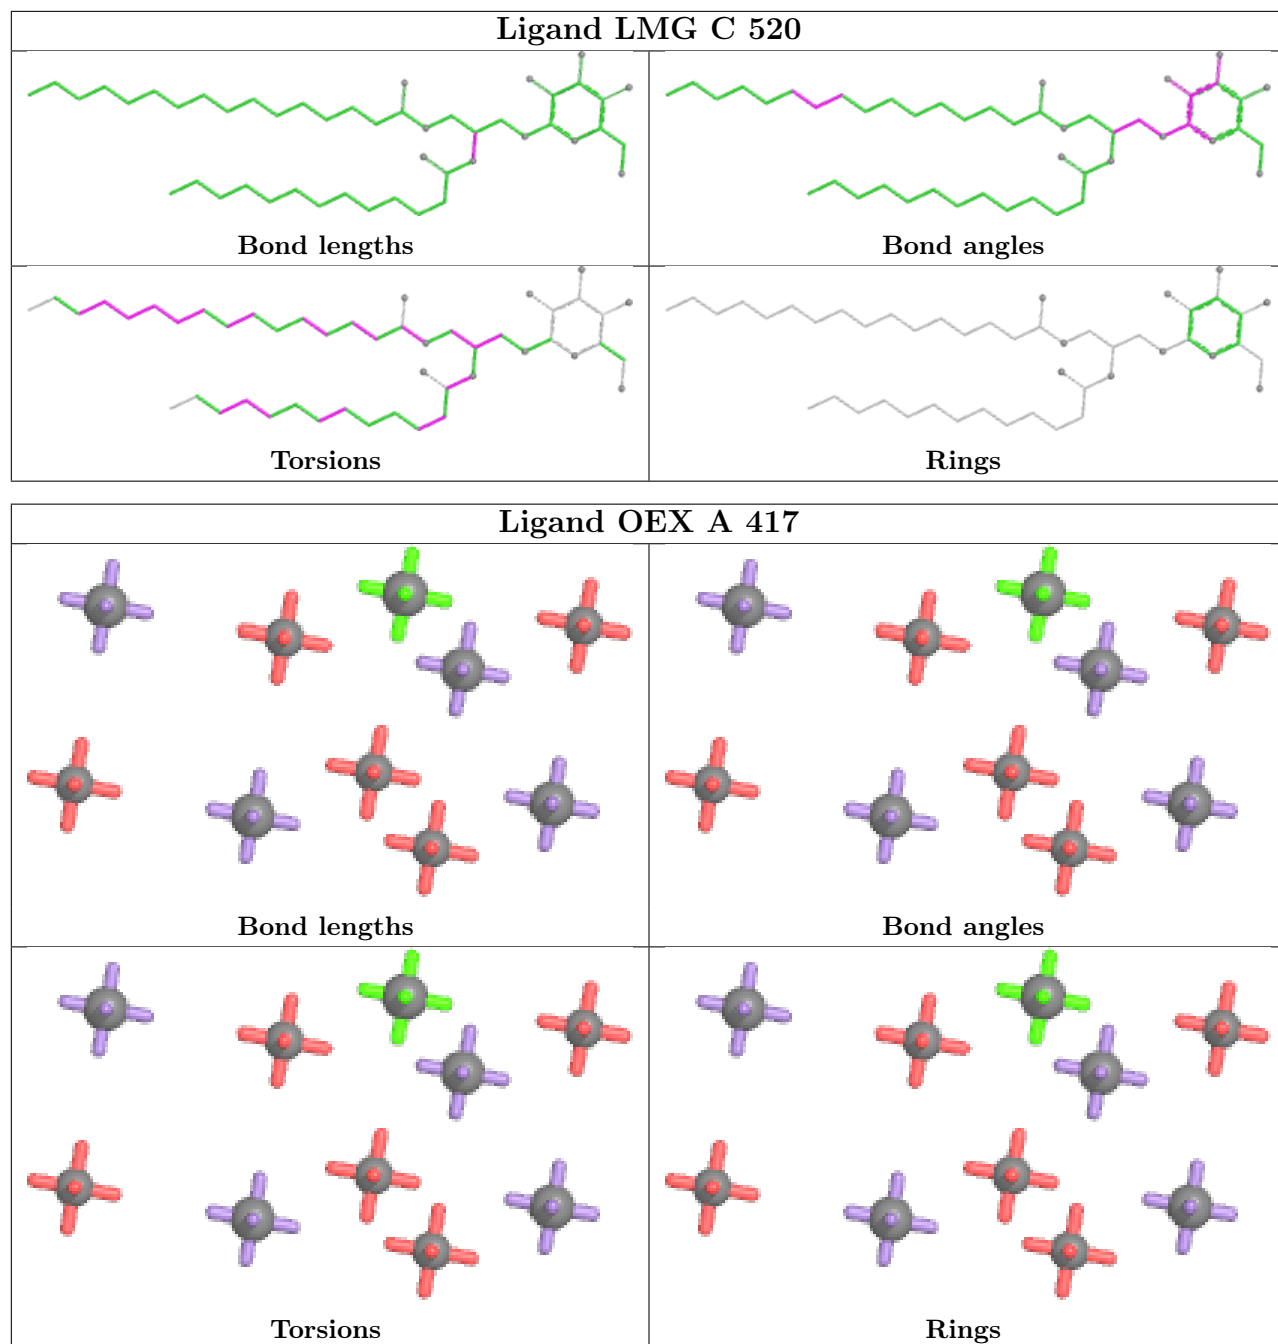 Ligand LMG C 520
Bond lengths
Bond angles
Torsions
Rings
Ligand OEX A 417
Bond lengths
Bond angles
Torsions
Rings